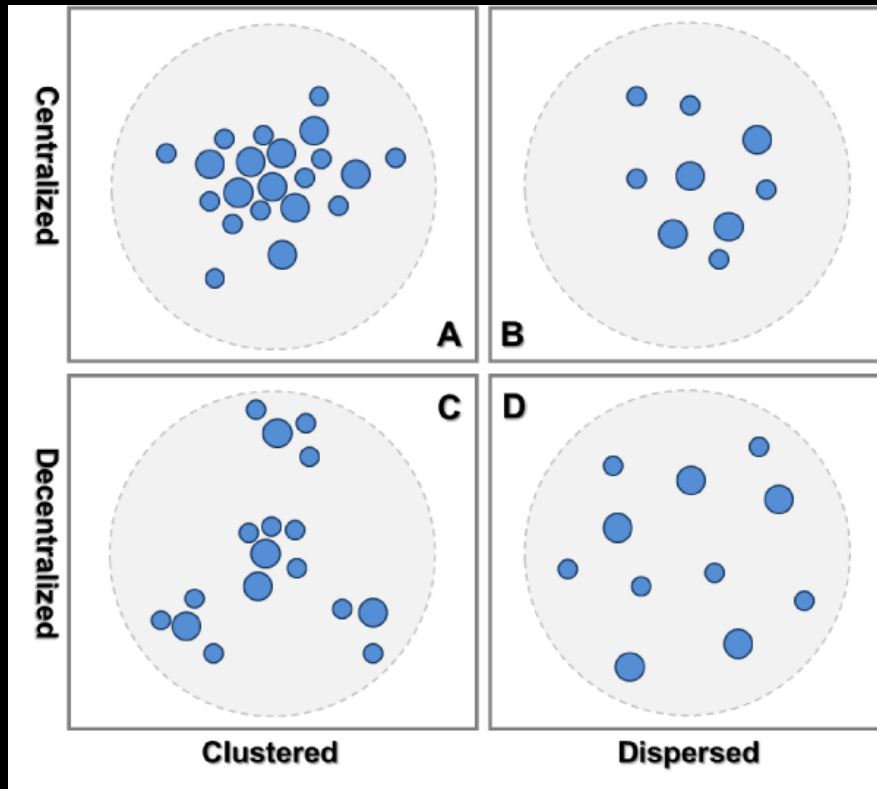 Centralized
A
B
Decentralized
C
D
Clustered
Dispersed